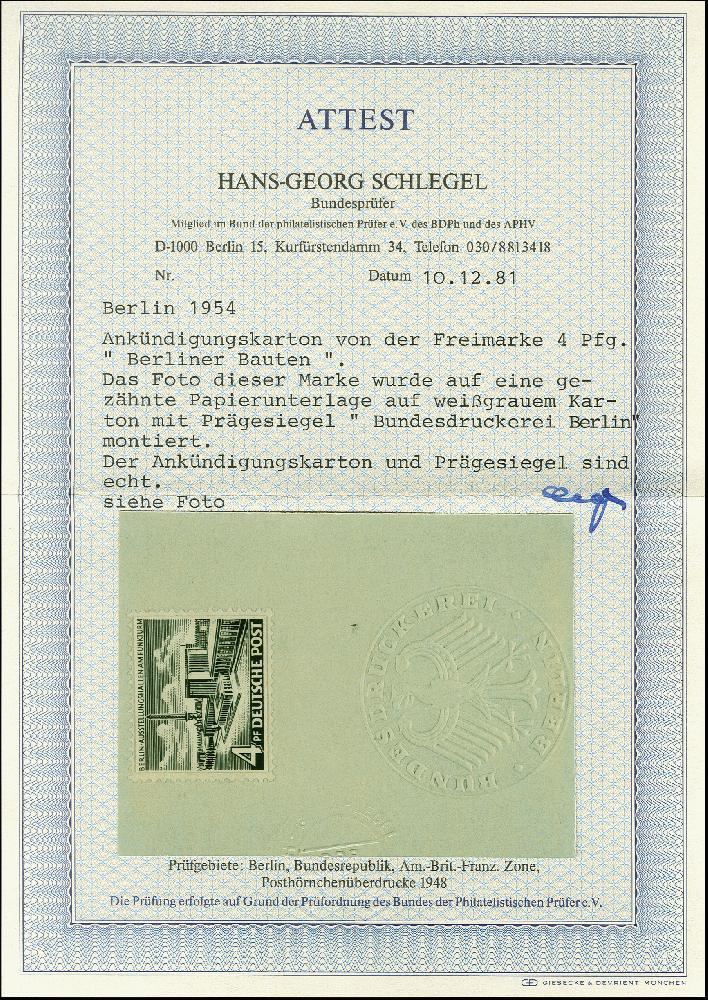 ATTEST
HANS-GEORG SCHLEGEL
Bundesprüfer
Mitglied im Bund der philatelistischen Prüfer e.V. des BDPh und des APHV
D-1000 Berlin 15, Kurfürstendamm 34, Telefon 030/8813418
Nr. Datum 10.12.81
Berlin 1954
Ankündigungskarton von der Freimarke 4 Pfg.
" Berliner Bauten ".
Das Foto dieser Marke wurde auf eine ge-
zähnte Papierunterlage auf weißgrauem Kar-
ton mit Prägesiegel " Bundesdruckerei Berlin"
montiert.
Der Ankündigungskarton und Prägesiegel sind
echt.
siehe Foto
BERLIN·AUSSTELLUNGSHALLEN AM FUNKTURM
4 PF DEUTSCHE POST
BUNDESDRUCKEREI · BERLIN ·
Prüfgebiete: Berlin, Bundesrepublik, Am.-Brit.-Franz. Zone,
Posthörnchenüberdrucke 1948
Die Prüfung erfolgte auf Grund der Prüfordnung des Bundes der Philatelistischen Prüfer e.V.
GIESECKE & DEVRIENT MÜNCHEN